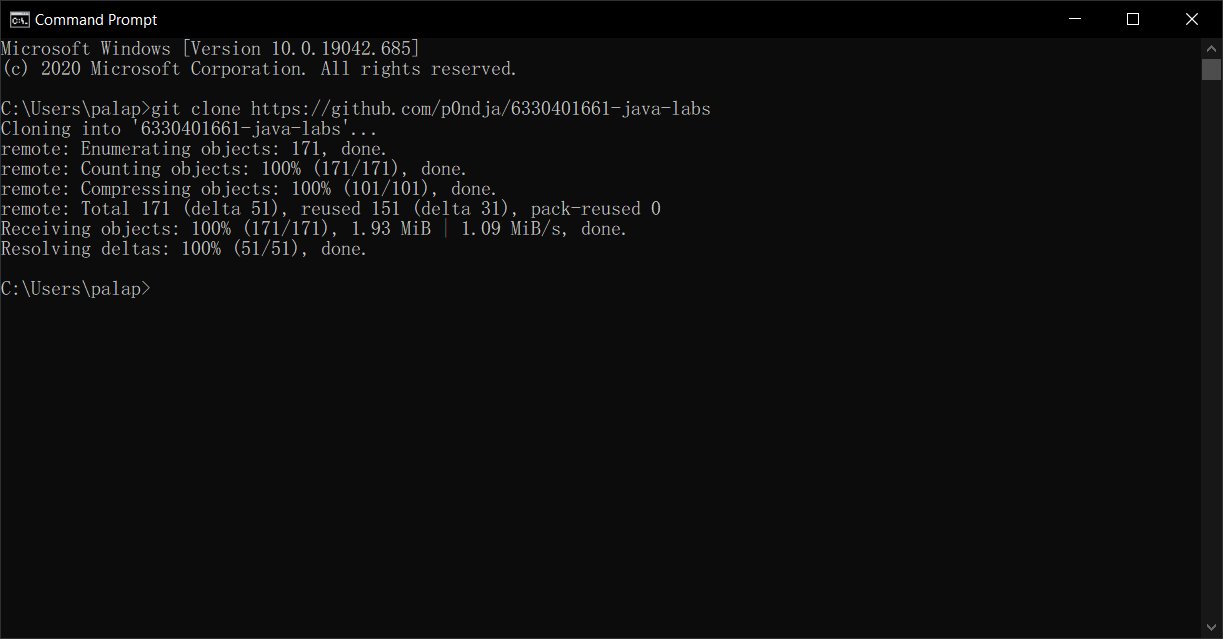 Command Prompt
Microsoft Windows [Version 10.0.19042.685]
(c) 2020 Microsoft Corporation. All rights reserved.
C:\Users\palap>git clone https://github.com/p0ndja/6330401661-java-labs
Cloning into '6330401661-java-labs'...
remote: Enumerating objects: 171, done.
remote: Counting objects: 100% (171/171), done.
remote: Compressing objects: 100% (101/101), done.
remote: Total 171 (delta 51), reused 151 (delta 31), pack-reused 0
Receiving objects: 100% (171/171), 1.93 MiB | 1.09 MiB/s, done.
Resolving deltas: 100% (51/51), done.
C:\Users\palap>